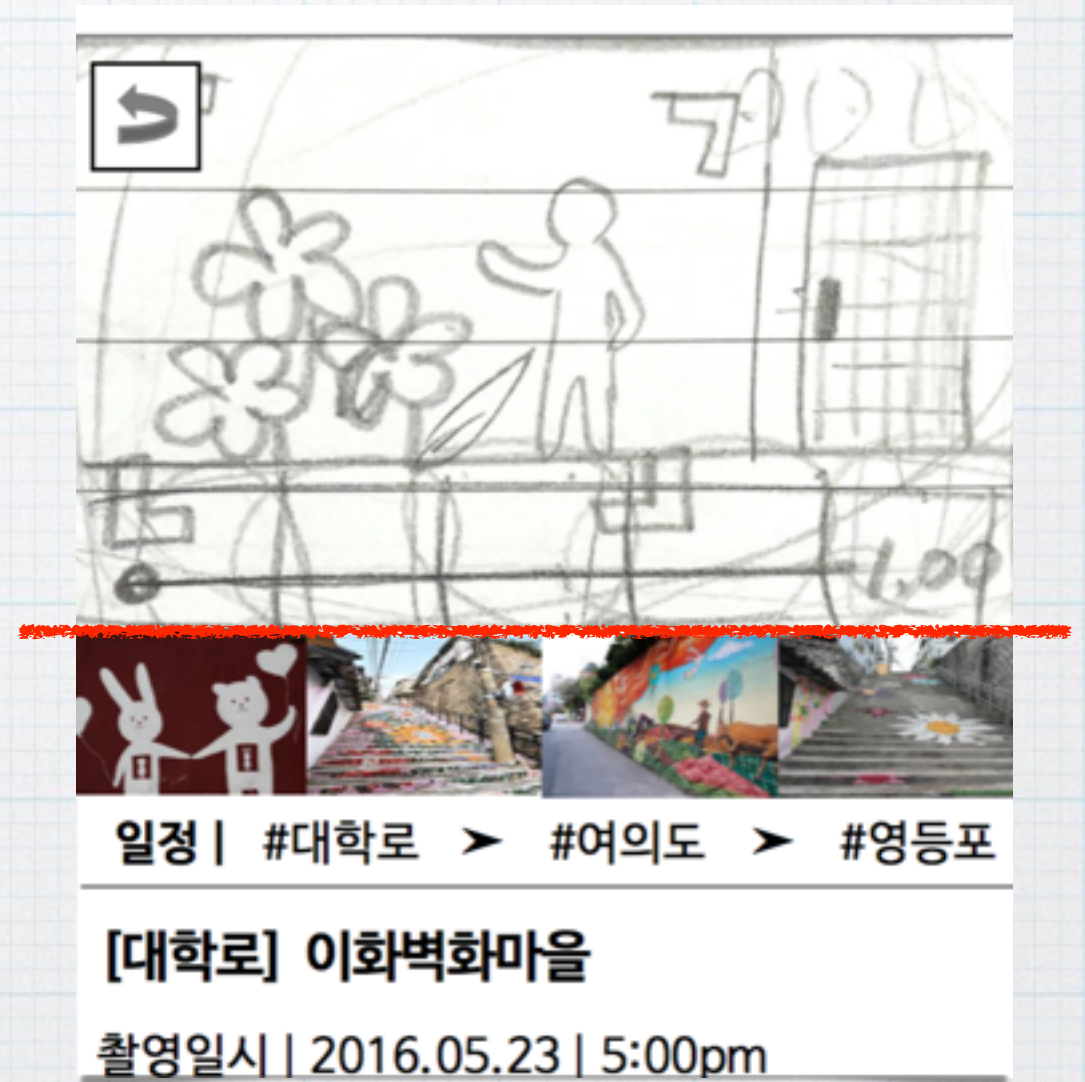 1,00
일정 | #대학로 ➤ #여의도 ➤ #영등포
[대학로] 이화벽화마을
촬영일시 | 2016.05.23 | 5:00pm